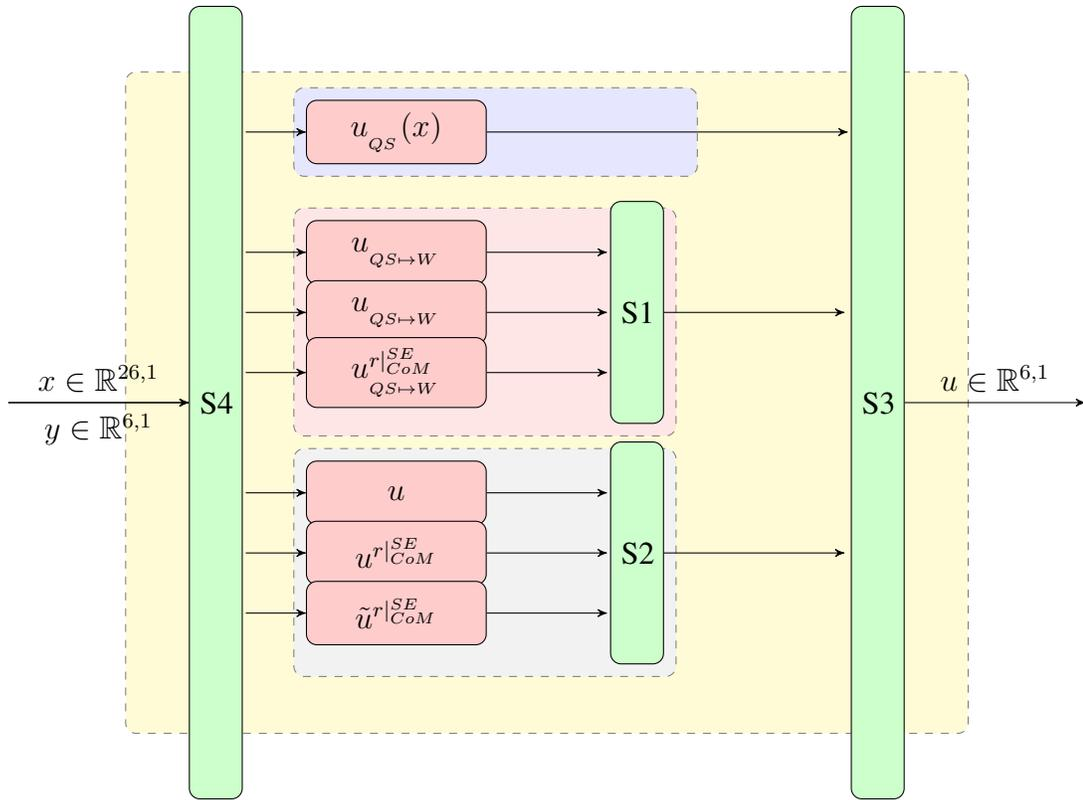 u_{QS}(x)
u_{QS↦W}
u_{QS↦W}
S1
u^{r|^{SE}_{CoM}}_{QS↦W}
x ∈ ℝ^{26,1}
y ∈ ℝ^{6,1}
S4
S3
u ∈ ℝ^{6,1}
u
u^{r|^{SE}_{CoM}}
S2
ũ^{r|^{SE}_{CoM}}